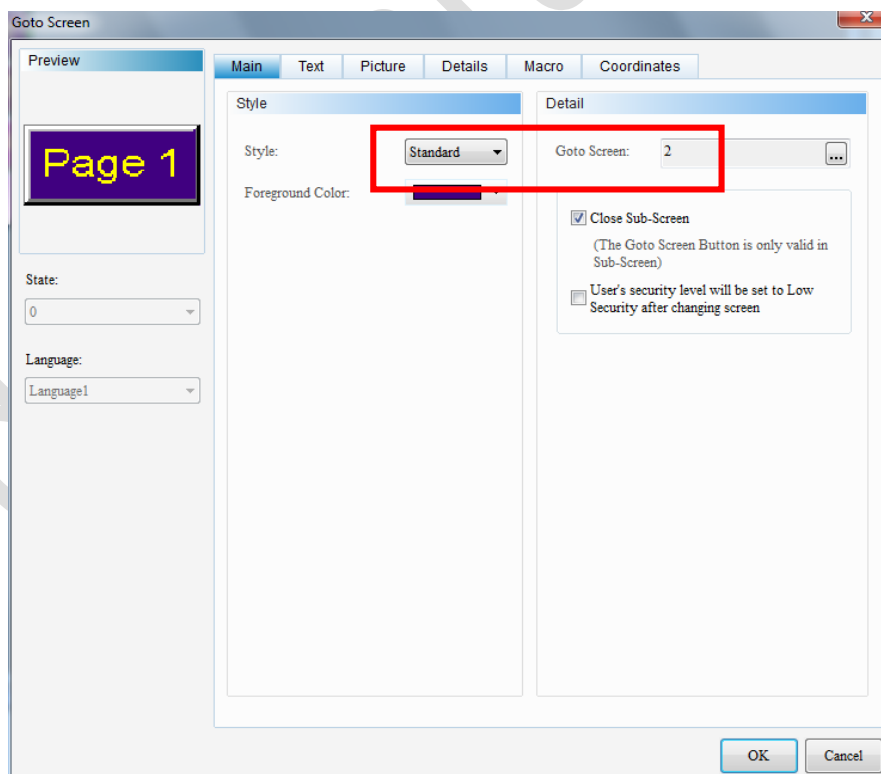 Goto Screen
Preview
Page 1
State:
0
Language:
Language1
Main Text Picture Details Macro Coordinates
Style
Style: Standard
Foreground Color:
Detail
Goto Screen: 2 ...
Close Sub-Screen
(The Goto Screen Button is only valid in
Sub-Screen)
User's security level will be set to Low
Security after changing screen
OK Cancel